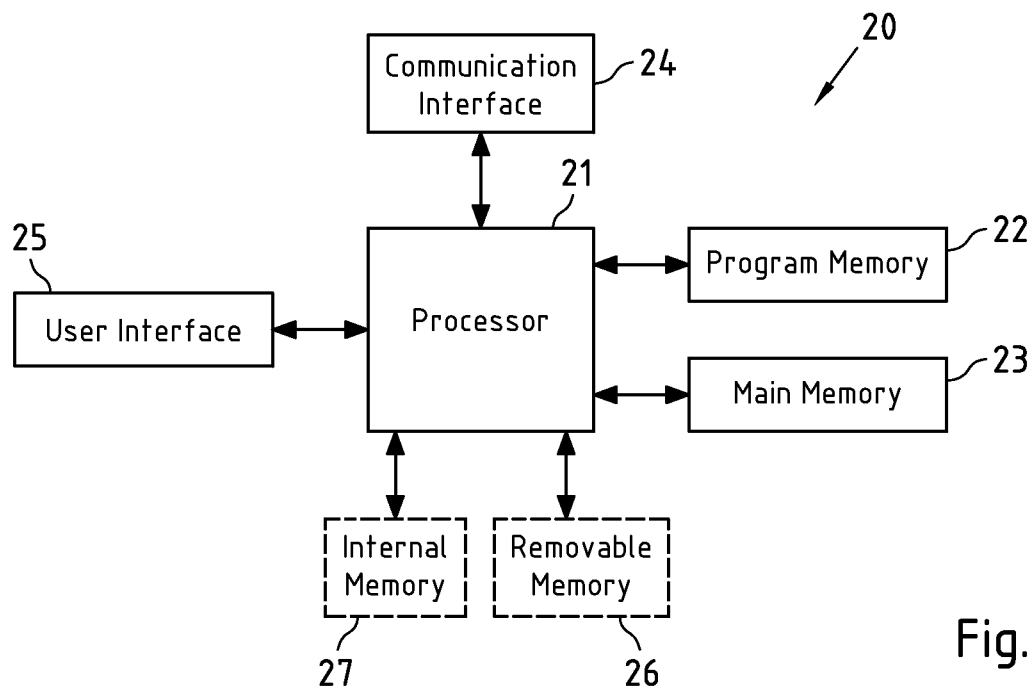 20
Communication
Interface
24
21
25
22
Program Memory
User Interface
Processor
23
Main Memory
Internal
Memory
Removable
Memory
27
26
Fig.